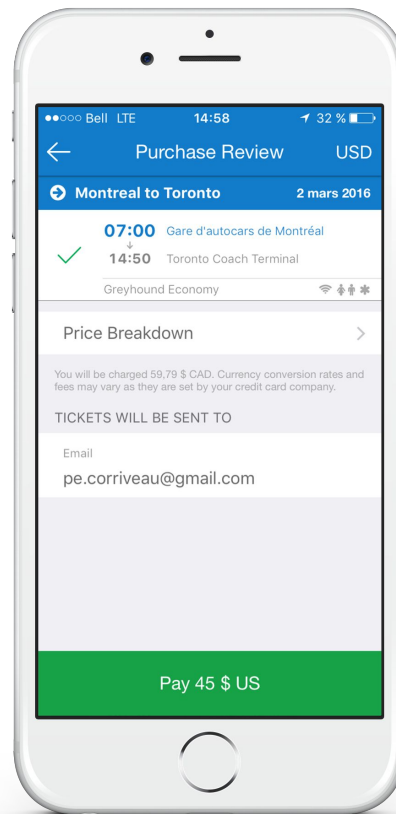 Bell LTE 14:58 32 %
Purchase Review USD
Montreal to Toronto 2 mars 2016
07:00 Gare d'autocars de Montréal
14:50 Toronto Coach Terminal
Greyhound Economy
Price Breakdown
You will be charged 59,79 $ CAD. Currency conversion rates and
fees may vary as they are set by your credit card company.
TICKETS WILL BE SENT TO
Email
pe.corriveau@gmail.com
Pay 45 $ US